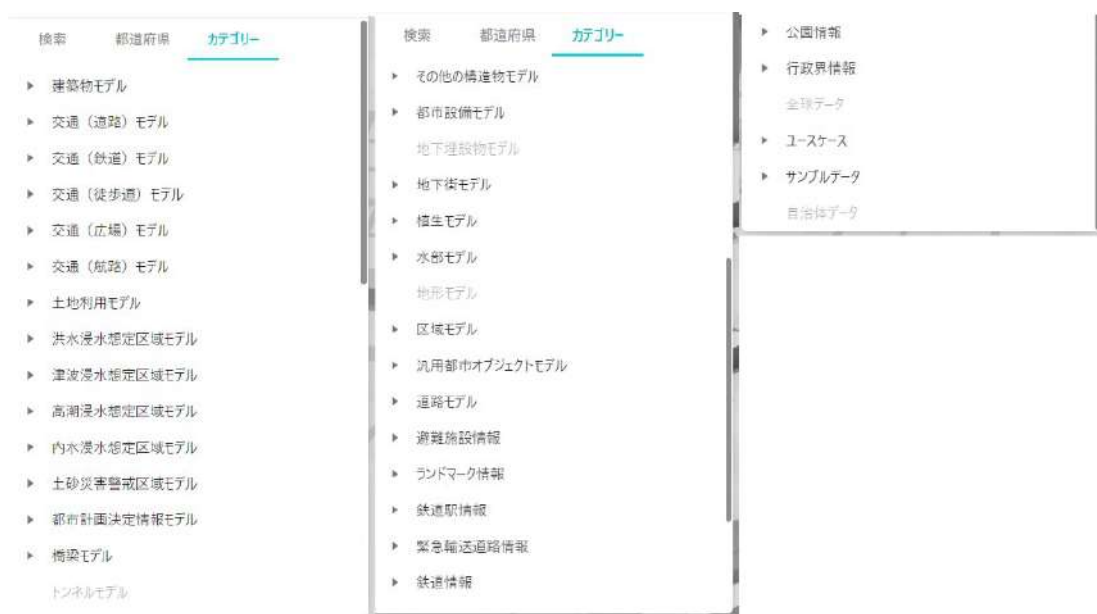 検索 都道府県 カテゴリー
建築物モデル
交通（道路）モデル
交通（鉄道）モデル
交通（徒歩道）モデル
交通（広場）モデル
交通（航路）モデル
土地利用モデル
洪水浸水想定区域モデル
津波浸水想定区域モデル
高潮浸水想定区域モデル
内水浸水想定区域モデル
土砂災害警戒区域モデル
都市計画決定情報モデル
橋梁モデル
トンネルモデル
検索 都道府県 カテゴリー
その他の構造物モデル
都市設備モデル
地下埋設物モデル
地下街モデル
植生モデル
水部モデル
地形モデル
区域モデル
汎用都市オブジェクトモデル
道路モデル
避難施設情報
ランドマーク情報
鉄道駅情報
緊急輸送道路情報
鉄道情報
公園情報
行政界情報
全球データ
ユースケース
サンプルデータ
自治体データ